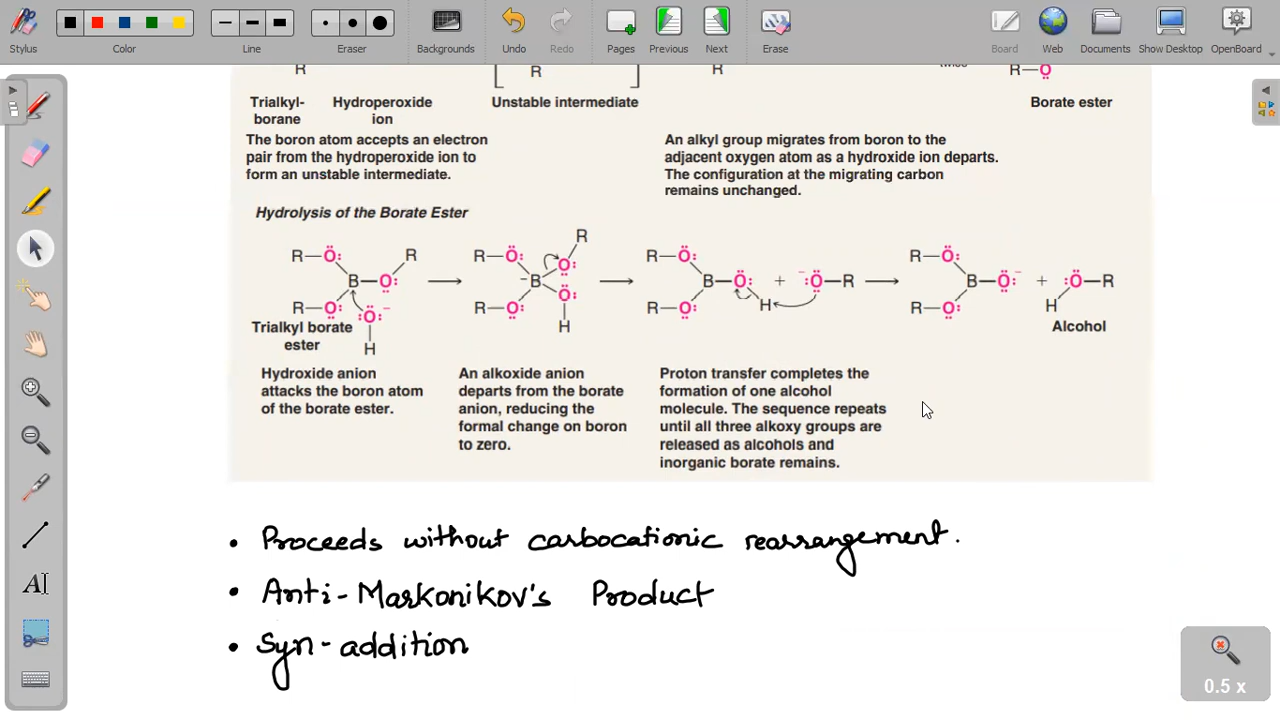 Stylus
Color
Line
Eraser
Backgrounds
Undo
Redo
Pages
Previous
Next
Erase
Board
Web
Documents
Show Desktop
OpenBoard
R
R
R
R—Ö:
Trialkyl-
borane
Hydroperoxide
ion
Unstable intermediate
Borate ester
The boron atom accepts an electron
pair from the hydroperoxide ion to
form an unstable intermediate.
An alkyl group migrates from boron to the
adjacent oxygen atom as a hydroxide ion departs.
The configuration at the migrating carbon
remains unchanged.
Hydrolysis of the Borate Ester
R—Ö: R R—Ö: R R—Ö: R—Ö:
B—O: −B O: B—O: + −:O—R B—O:− + :O—R
R—O: :O:− R—O: O: R—O: H R—O: H
H H
Trialkyl borate
ester
Alcohol
Hydroxide anion
attacks the boron atom
of the borate ester.
An alkoxide anion
departs from the borate
anion, reducing the
formal change on boron
to zero.
Proton transfer completes the
formation of one alcohol
molecule. The sequence repeats
until all three alkoxy groups are
released as alcohols and
inorganic borate remains.
• Proceeds without carbocationic rearrangement.
• Anti-Markonikov's Product
• Syn-addition
0.5 x